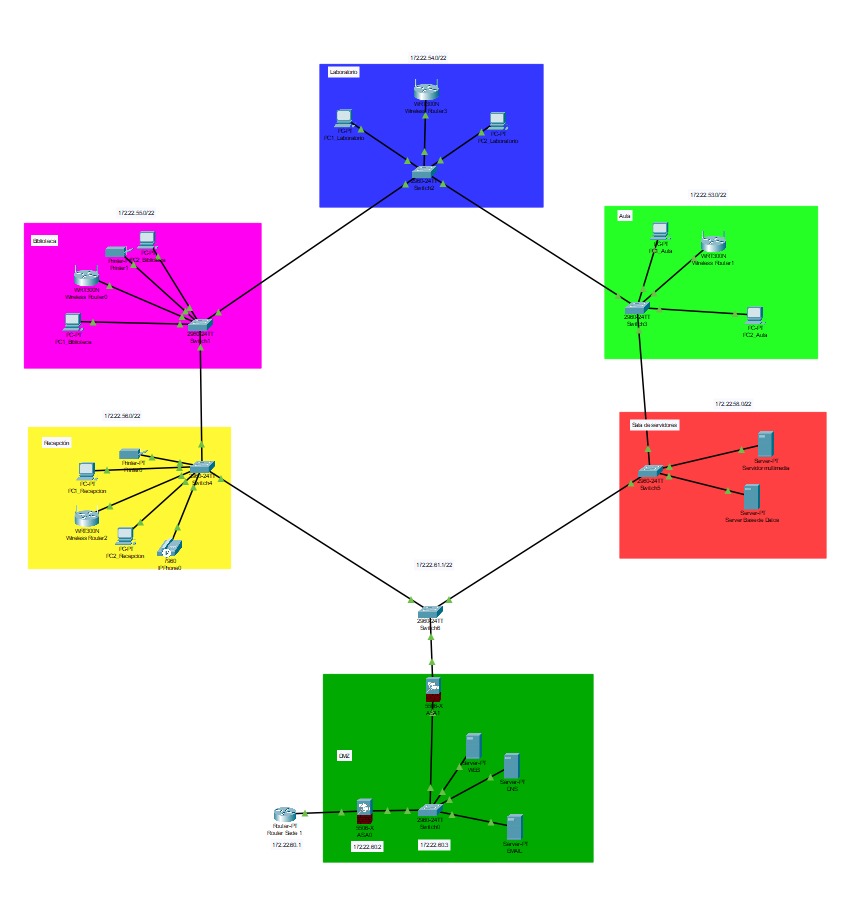 172.22.54.0/22
Laboratorio
WRT300N
Wireless Router3
PC-PT
PC1_Laboratorio
PC-PT
PC2_Laboratorio
2960-24TT
Switch2
172.22.53.0/22
Aula
PC-PT
PC1_Aula
WRT300N
Wireless Router1
2960-24TT
Switch3
PC-PT
PC2_Aula
172.22.55.0/22
Biblioteca
PC-PT
PC2_Biblioteca
Printer-PT
WRT300N
PC-PT
PC1_Biblioteca
2960-24TT
Switch1
172.22.56.0/22
Recepción
Printer-PT
PC-PT
PC1_Recepción
2960-24TT
Switch4
WRT300N
Wireless Router2
PC-PT
PC2_Recepción
7960
IP Phone0
172.22.58.0/22
Sala de servidores
Server-PT
Servidor multimedia
2960-24TT
Switch5
Server-PT
Server Base de Datos
172.22.61.1/22
2960-24TT
Switch6
5506-X
ASA1
DMZ
Server-PT
WEB
Server-PT
DNS
Server-PT
EMAIL
2960-24TT
5506-X
ASA0
Router-PT
Router Sede 1
172.22.60.1
172.22.60.2
172.22.60.3